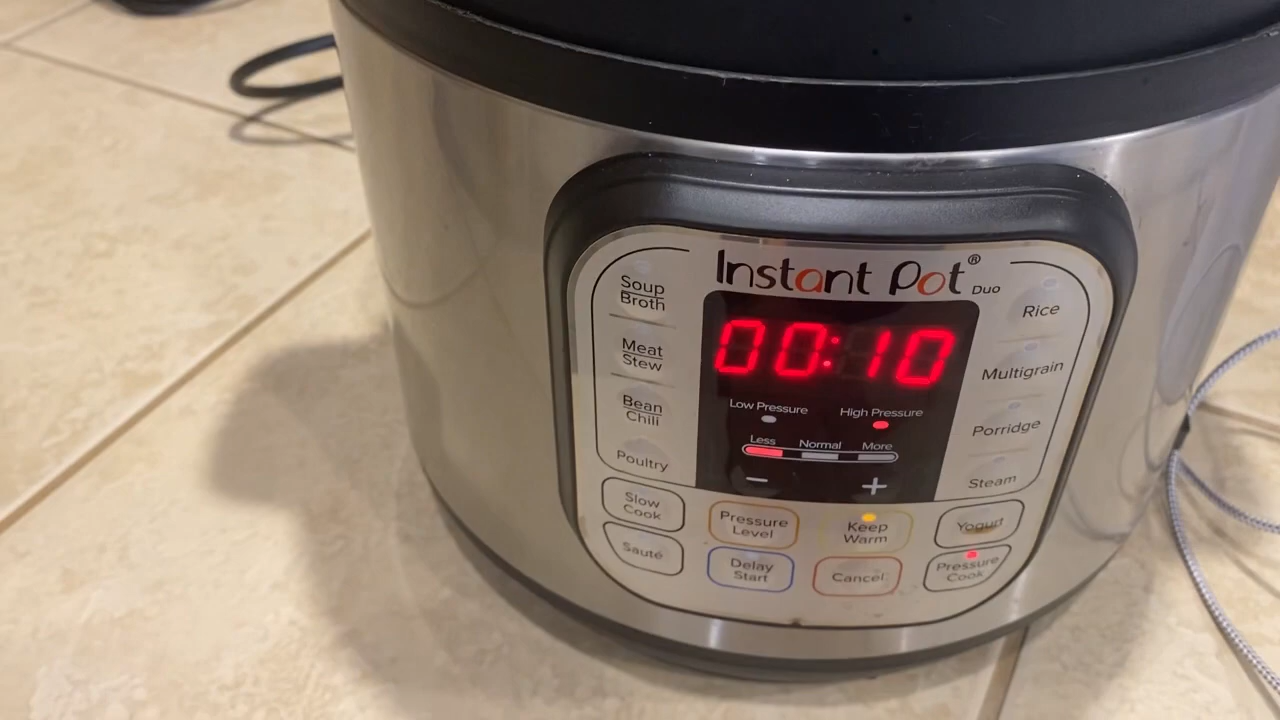 Instant Pot® Duo
00:10
Soup
Broth
Meat
Stew
Bean
Chili
Poultry
Low Pressure
High Pressure
Less
Normal
More
−
+
Rice
Multigrain
Porridge
Steam
Slow
Cook
Sauté
Pressure
Level
Delay
Start
Keep
Warm
Cancel
Yogurt
Pressure
Cook